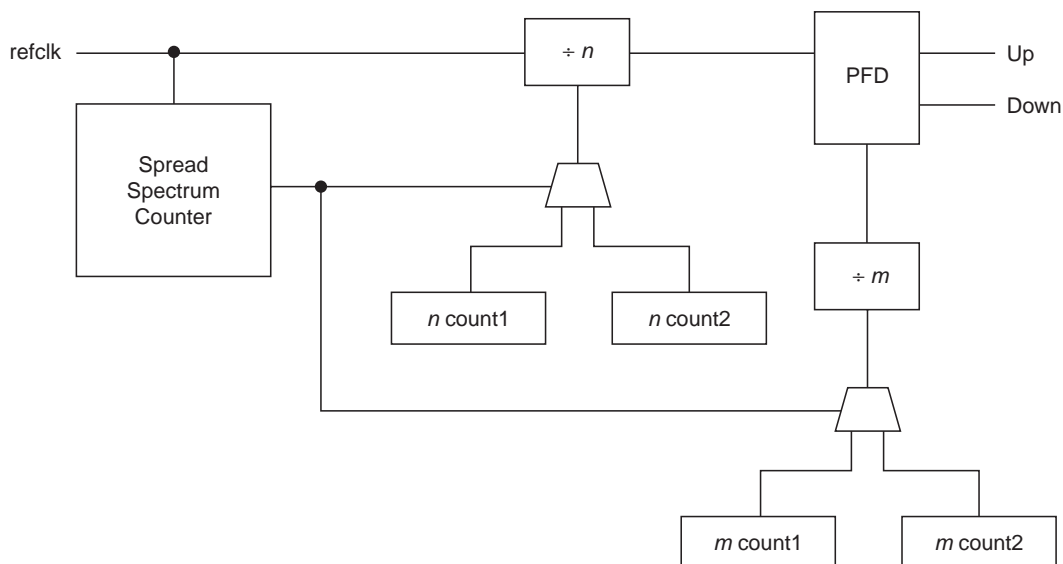 refclk
÷ n
PFD
Up
Down
Spread
Spectrum
Counter
n count1
n count2
÷ m
m count1
m count2